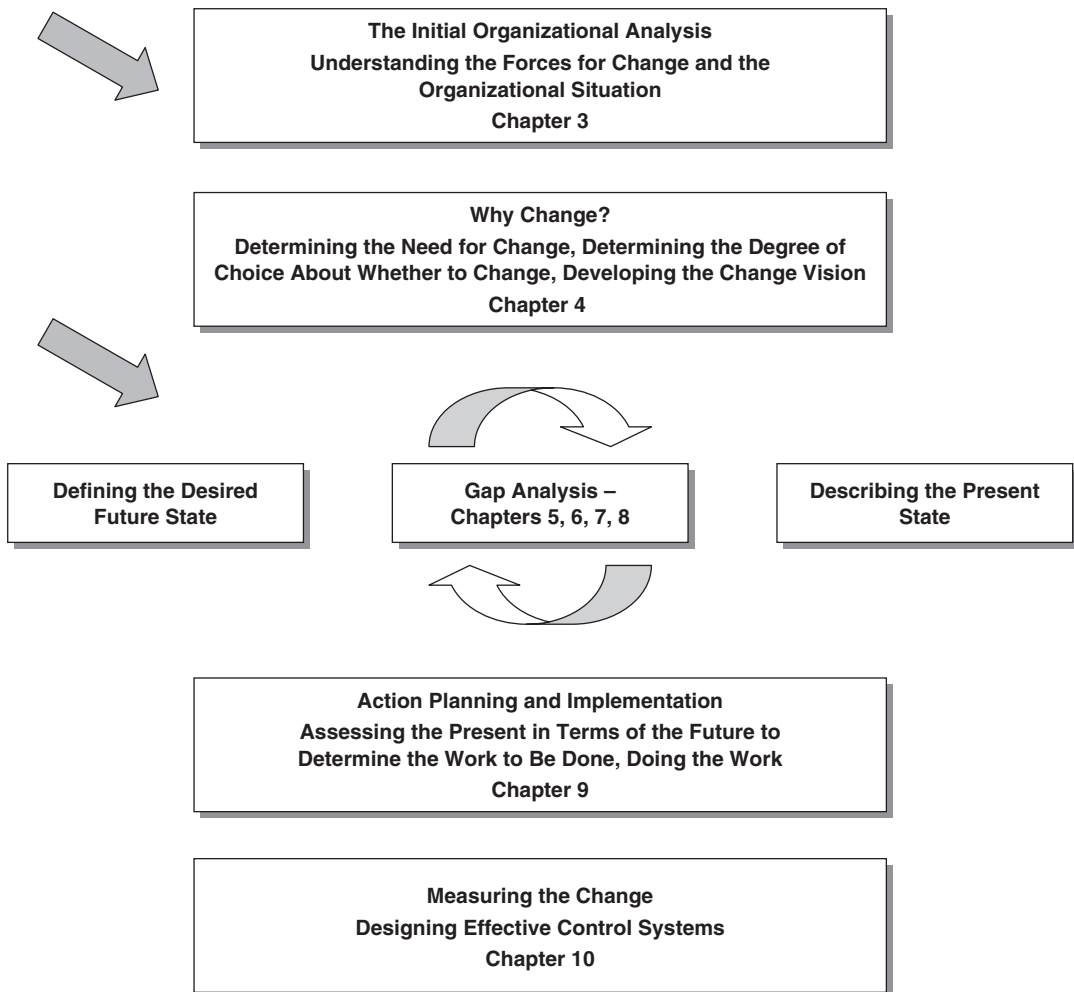 The Initial Organizational Analysis
Understanding the Forces for Change and the
Organizational Situation
Chapter 3
Why Change?
Determining the Need for Change, Determining the Degree of
Choice About Whether to Change, Developing the Change Vision
Chapter 4
Defining the Desired
Future State
Gap Analysis –
Chapters 5, 6, 7, 8
Describing the Present
State
Action Planning and Implementation
Assessing the Present in Terms of the Future to
Determine the Work to Be Done, Doing the Work
Chapter 9
Measuring the Change
Designing Effective Control Systems
Chapter 10